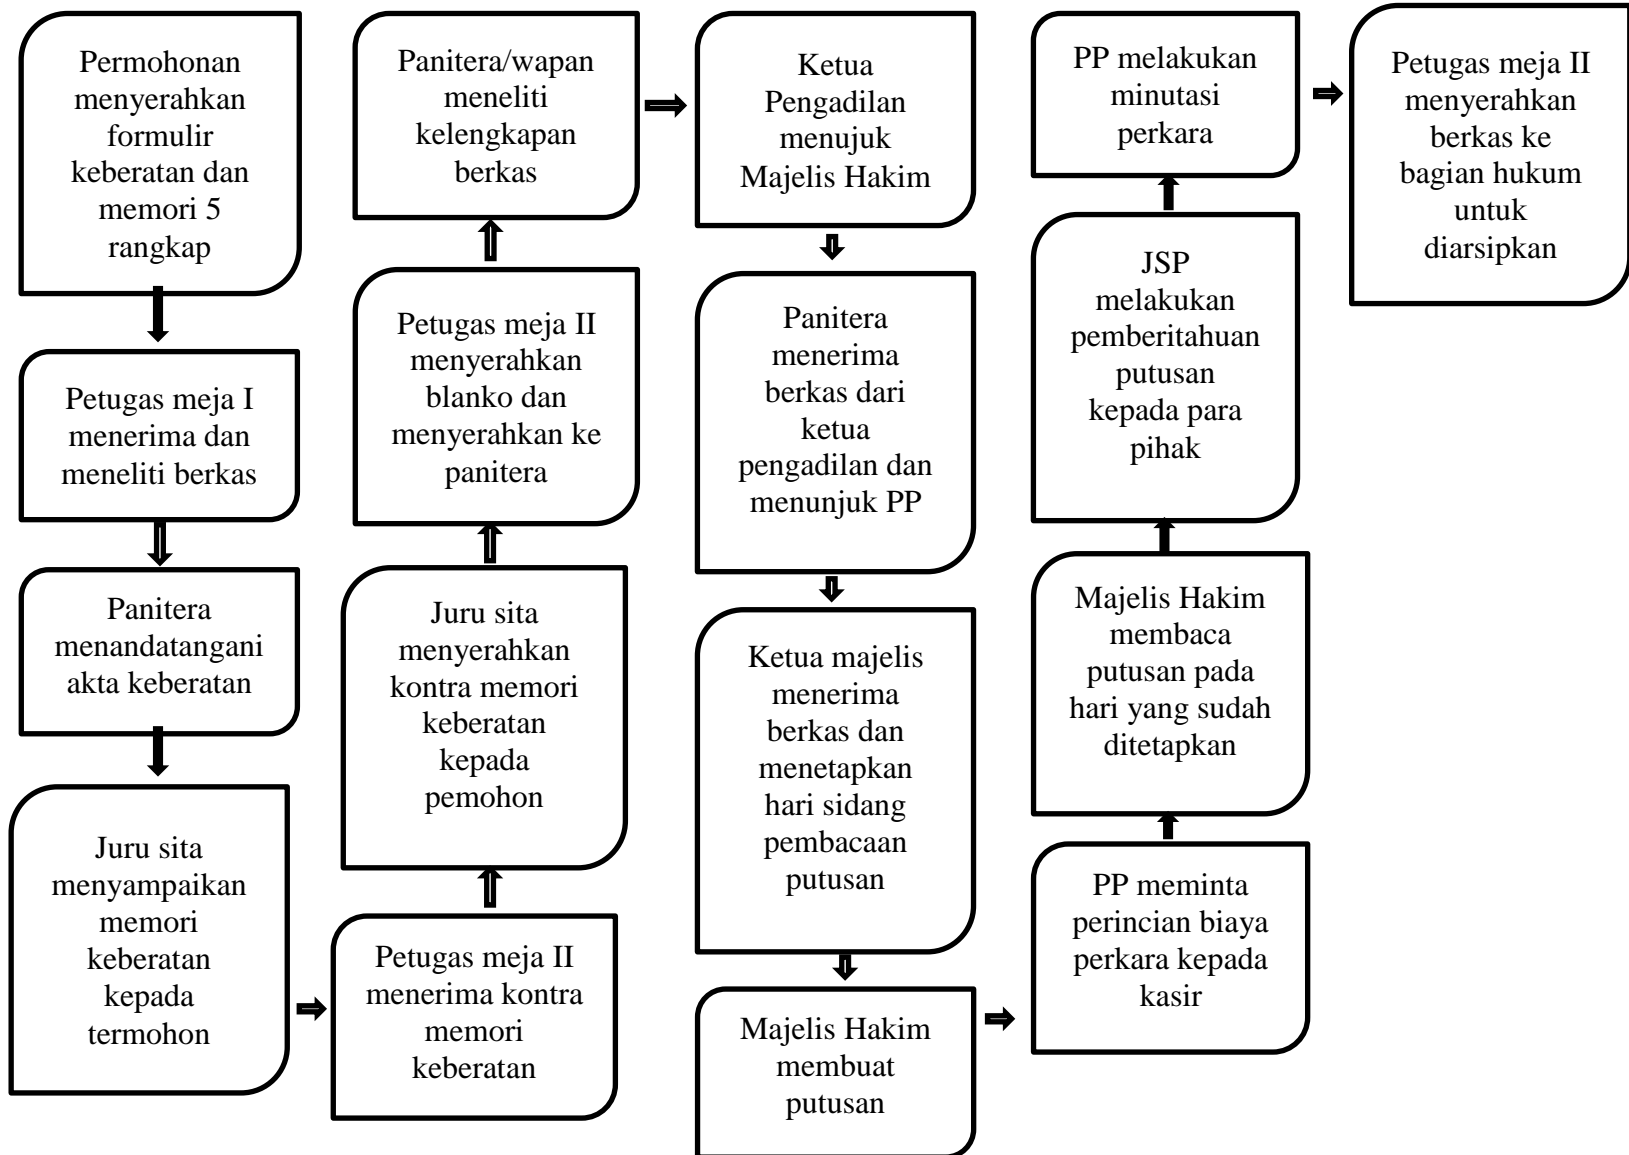 Permohonan
menyerahkan
formulir
keberatan dan
memori 5
rangkap
Petugas meja I
menerima dan
meneliti berkas
Panitera
menandatangani
akta keberatan
Juru sita
menyampaikan
memori
keberatan
kepada
termohon
Petugas meja II
menerima kontra
memori
keberatan
Juru sita
menyerahkan
kontra memori
keberatan
kepada
pemohon
Petugas meja II
menyerahkan
blanko dan
menyerahkan ke
panitera
Panitera/wapan
meneliti
kelengkapan
berkas
Ketua
Pengadilan
menujuk
Majelis Hakim
Panitera
menerima
berkas dari
ketua
pengadilan dan
menunjuk PP
Ketua majelis
menerima
berkas dan
menetapkan
hari sidang
pembacaan
putusan
Majelis Hakim
membuat
putusan
PP meminta
perincian biaya
perkara kepada
kasir
Majelis Hakim
membaca
putusan pada
hari yang sudah
ditetapkan
JSP
melakukan
pemberitahuan
putusan
kepada para
pihak
PP melakukan
minutasi
perkara
Petugas meja II
menyerahkan
berkas ke
bagian hukum
untuk
diarsipkan